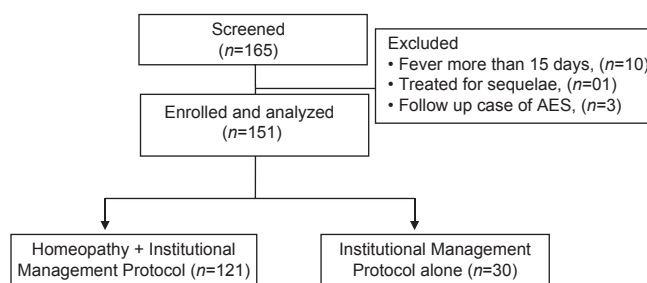 Screened
(n=165)
Excluded
• Fever more than 15 days, (n=10)
• Treated for sequelae, (n=01)
• Follow up case of AES, (n=3)
Enrolled and analyzed
(n=151)
Homeopathy + Institutional
Management Protocol (n=121)
Institutional Management
Protocol alone (n=30)